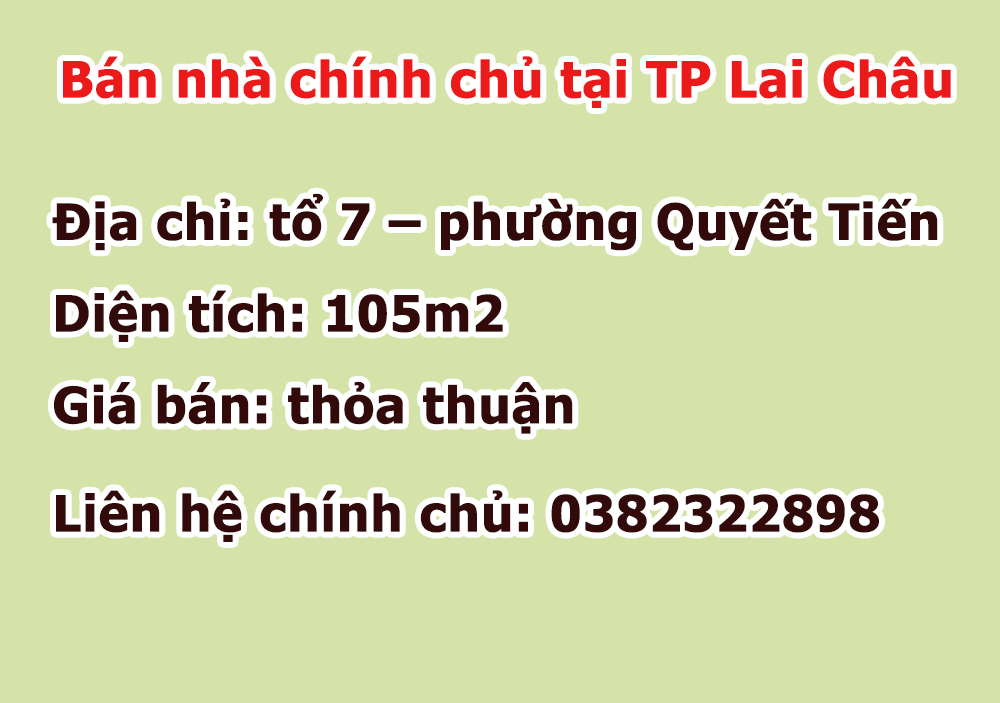 Bán nhà chính chủ tại TP Lai Châu
Địa chỉ: tổ 7 – phường Quyết Tiến
Diện tích: 105m2
Giá bán: thỏa thuận
Liên hệ chính chủ: 0382322898